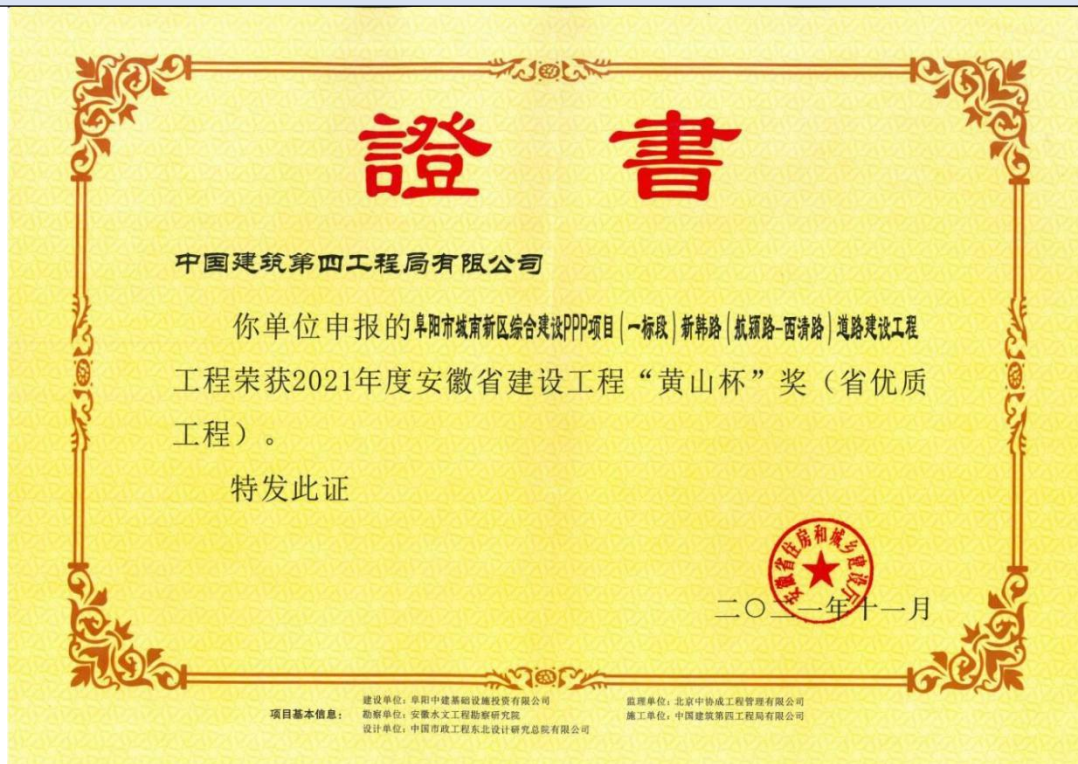 證 書
中国建筑第四工程局有限公司
你单位申报的阜阳市城南新区综合建设PPP项目(一标段)新韩路(航颍路-西清路)道路建设工程
工程荣获2021年度安徽省建设工程“黄山杯”奖（省优质
工程）。
特发此证
安徽省住房和城乡建设厅
二〇二一年十一月
项目基本信息：
建设单位：阜阳中建基础设施投资有限公司
勘察单位：安徽水文工程勘察研究院
设计单位：中国市政工程东北设计研究总院有限公司
监理单位：北京中协成工程管理有限公司
施工单位：中国建筑第四工程局有限公司